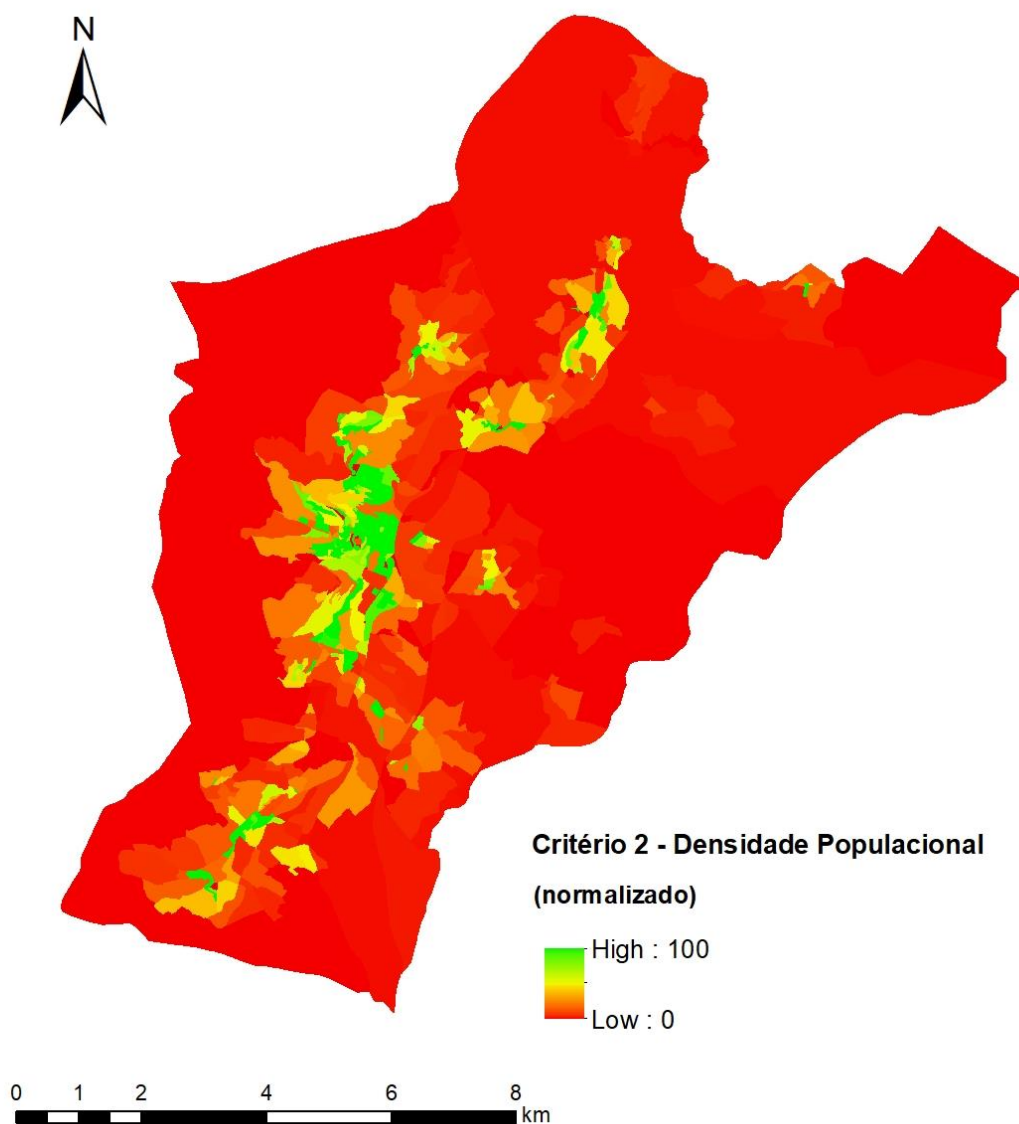 N
Critério 2 - Densidade Populacional
(normalizado)
High : 100
Low : 0
0 1 2 4 6 8
km